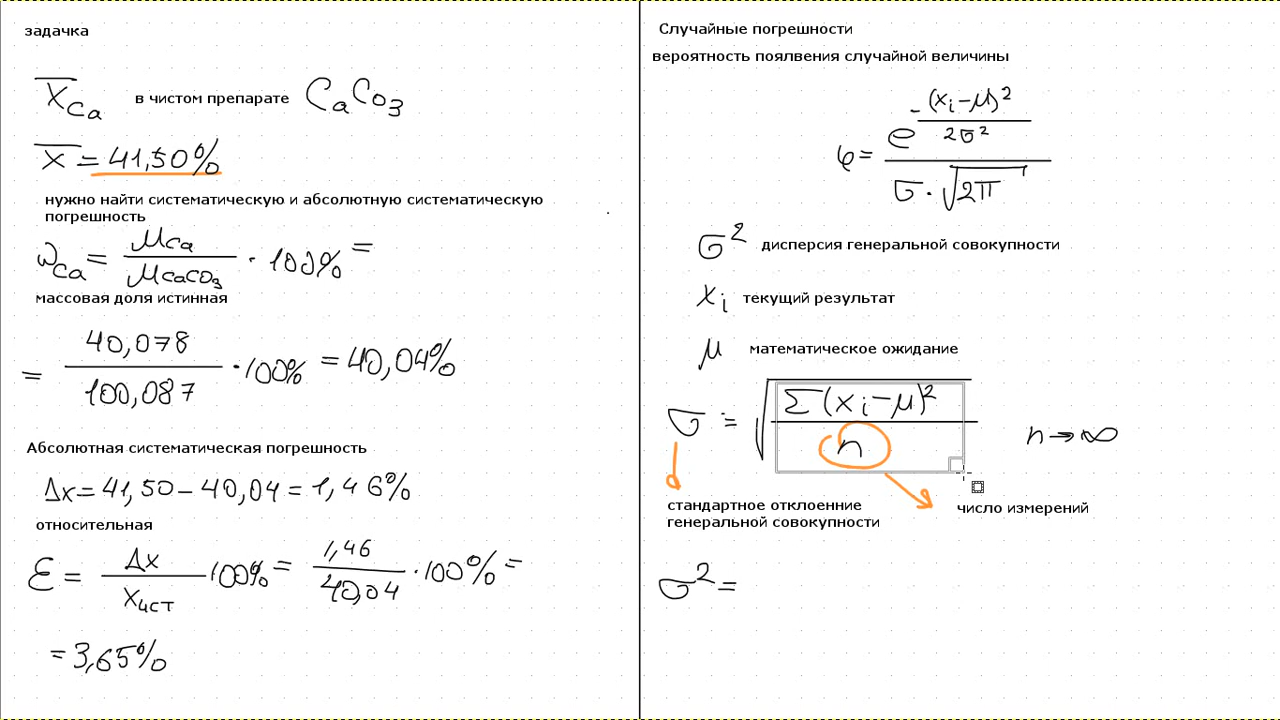 задачка
X̅Ca в чистом препарате CaCO3
X̅ = 41,50%
нужно найти систематическую и абсолютную систематическую
погрешность
ωCa = MCa / MCaCO3 · 100% =
массовая доля истинная
= 40,078 / 100,087 · 100% = 40,04%
Абсолютная систематическая погрешность
Δx = 41,50 - 40,04 = 1,46%
относительная
ε = Δx / xист 100% = 1,46 / 40,04 · 100% =
= 3,65%
Случайные погрешности
вероятность поялвения случайной величины
φ = e^(-(xi-μ)²/2σ²) / σ·√2π
σ² дисперсия генеральной совокупности
xi текущий результат
μ математическое ожидание
σ = √(Σ(xi-μ)² / n) n→∞
стандартное отклоенние
генеральной совокупности
число измерений
σ² =